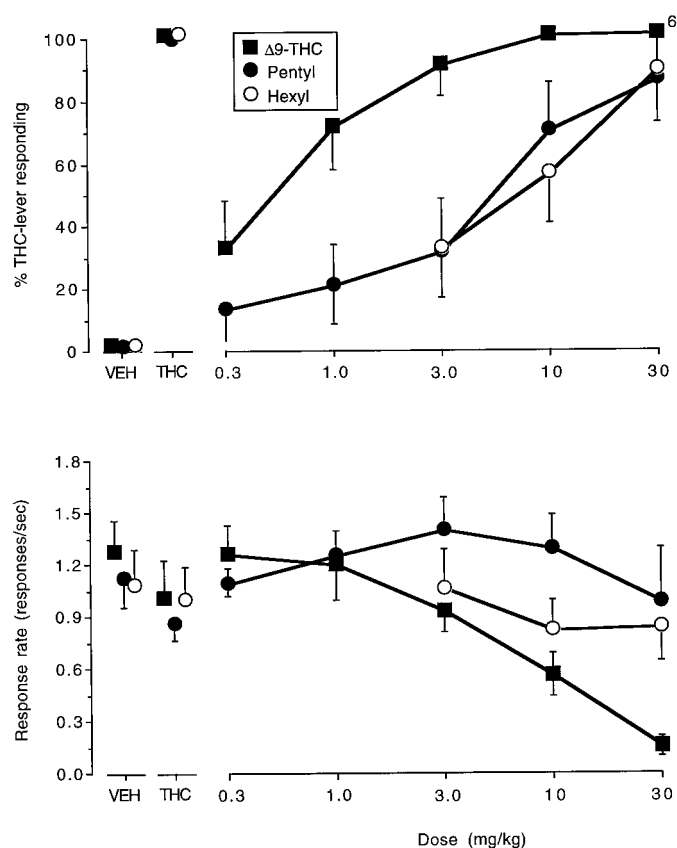 6
100
80
60
40
20
0
% THC-lever responding
Δ9-THC
Pentyl
Hexyl
VEH THC 0.3 1.0 3.0 10 30
1.8
1.5
1.2
0.9
0.6
0.3
0.0
Response rate (responses/sec)
VEH THC 0.3 1.0 3.0 10 30
Dose (mg/kg)